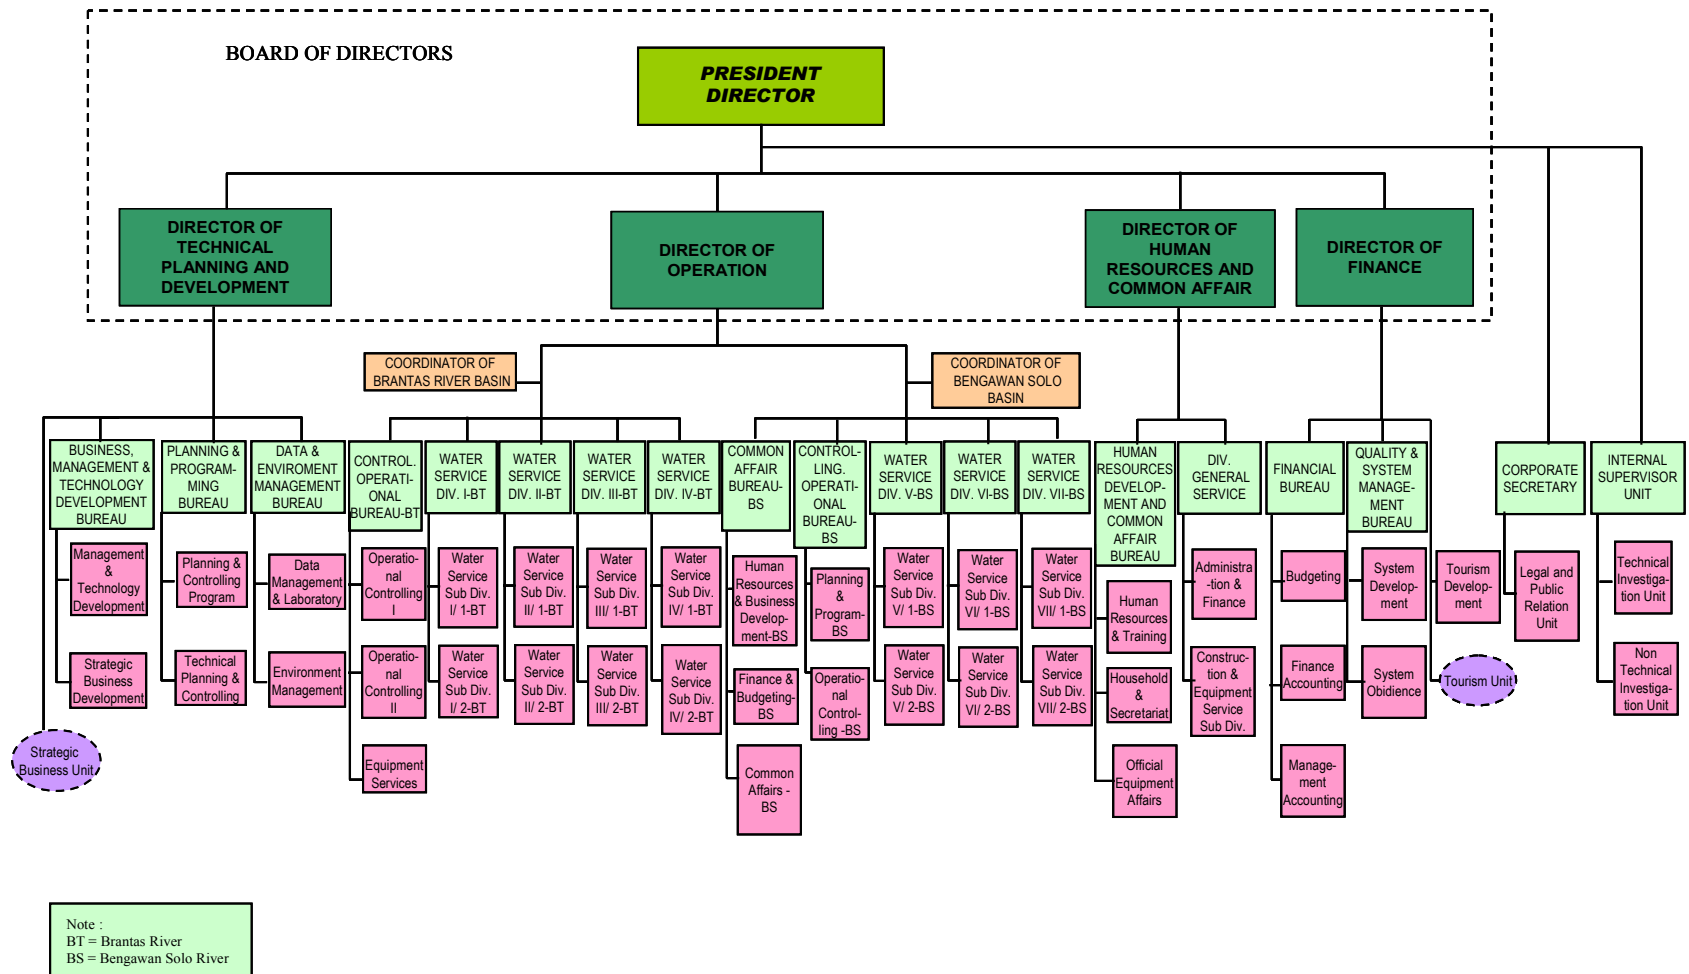 BOARD OF DIRECTORS
PRESIDENT
DIRECTOR
DIRECTOR OF
TECHNICAL
PLANNING AND
DEVELOPMENT
DIRECTOR OF
OPERATION
DIRECTOR OF
HUMAN
RESOURCES AND
COMMON AFFAIR
DIRECTOR OF
FINANCE
COORDINATOR OF
BRANTAS RIVER BASIN
COORDINATOR OF
BENGAWAN SOLO
BASIN
BUSINESS,
MANAGEMENT &
TECHNOLOGY
DEVELOPMENT
BUREAU
PLANNING &
PROGRAM-
MING
BUREAU
DATA &
ENVIROMENT
MANAGEMENT
BUREAU
CONTROL.
OPERATI-
ONAL
BUREAU-BT
WATER
SERVICE
DIV. I-BT
WATER
SERVICE
DIV. II-BT
WATER
SERVICE
DIV. III-BT
WATER
SERVICE
DIV. IV-BT
COMMON
AFFAIR
BUREAU-
BS
CONTROL-
LING.
OPERATI-
ONAL
BUREAU-
BS
WATER
SERVICE
DIV. V-BS
WATER
SERVICE
DIV. VI-BS
WATER
SERVICE
DIV. VII-BS
HUMAN
RESOURCES
DEVELOP-
MENT AND
COMMON
AFFAIR
BUREAU
DIV.
GENERAL
SERVICE
FINANCIAL
BUREAU
QUALITY &
SYSTEM
MANAGE-
MENT
BUREAU
CORPORATE
SECRETARY
INTERNAL
SUPERVISOR
UNIT
Management
&
Technology
Development
Strategic
Business
Development
Strategic
Business Unit
Planning &
Controlling
Program
Technical
Planning &
Controlling
Data
Management
& Laboratory
Environment
Management
Operatio-
nal
Controlling
I
Operatio-
nal
Controlling
II
Equipment
Services
Water
Service
Sub Div.
I/ 1-BT
Water
Service
Sub Div.
I/ 2-BT
Water
Service
Sub Div.
II/ 1-BT
Water
Service
Sub Div.
II/ 2-BT
Water
Service
Sub Div.
III/ 1-BT
Water
Service
Sub Div.
III/ 2-BT
Water
Service
Sub Div.
IV/ 1-BT
Water
Service
Sub Div.
IV/ 2-BT
Human
Resources
& Business
Develop-
ment-BS
Finance &
Budgeting-
BS
Common
Affairs -
BS
Planning
&
Program-
BS
Operatio-
nal
Control-
ling -BS
Water
Service
Sub Div.
V/ 1-BS
Water
Service
Sub Div.
V/ 2-BS
Water
Service
Sub Div.
VI/ 1-BS
Water
Service
Sub Div.
VI/ 2-BS
Water
Service
Sub Div.
VII/ 1-BS
Water
Service
Sub Div.
VII/ 2-BS
Human
Resources
& Training
Household
&
Secretariat
Official
Equipment
Affairs
Administra
-tion &
Finance
Construc-
tion &
Equipment
Service
Sub Div.
Budgeting
Finance
Accounting
Manage-
ment
Accounting
System
Develop-
ment
System
Obidience
Tourism
Develop-
ment
Tourism Unit
Legal and
Public
Relation
Unit
Technical
Investiga-
tion Unit
Non
Technical
Investiga-
tion Unit
Note :
BT = Brantas River
BS = Bengawan Solo River